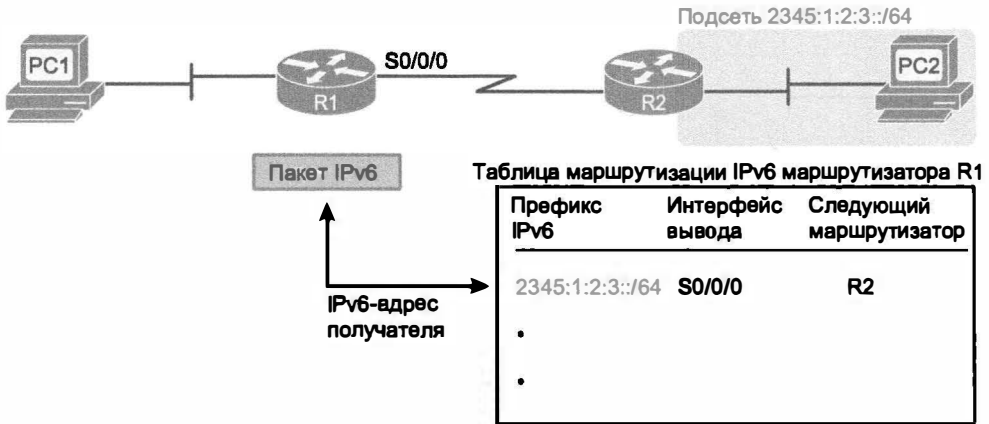 Подсеть 2345:1:2:3::/64
PC1
S0/0/0
R1
R2
PC2
Пакет IPv6
Таблица маршрутизации IPv6 маршрутизатора R1
Префикс IPv6
Интерфейс вывода
Следующий маршрутизатор
2345:1:2:3::/64 S0/0/0 R2
IPv6-адрес
получателя